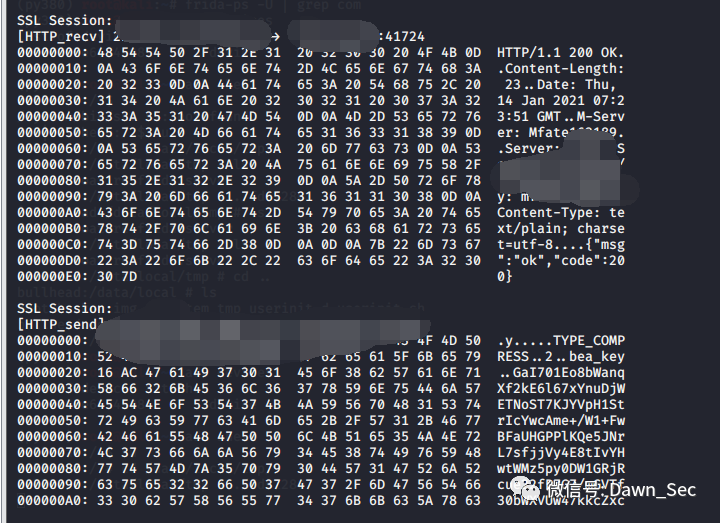 (py380) # frida-ps -U | grep com
SSL Session:
[HTTP_recv] 2 → :41724
00000000: 48 54 54 50 2F 31 2E 31 20 32 30 30 20 4F 4B 0D HTTP/1.1 200 OK.
00000010: 0A 43 6F 6E 74 65 6E 74 2D 4C 65 6E 67 74 68 3A .Content-Length:
00000020: 20 32 33 0D 0A 44 61 74 65 3A 20 54 68 75 2C 20 23..Date: Thu,
00000030: 31 34 20 4A 61 6E 20 32 30 32 31 20 30 37 3A 32 14 Jan 2021 07:2
00000040: 33 3A 35 31 20 47 4D 54 0D 0A 4D 2D 53 65 72 76 3:51 GMT..M-Serv
00000050: 65 72 3A 20 4D 66 61 74 65 31 36 33 31 38 39 0D er: Mfate163189.
00000060: 0A 53 65 72 76 65 72 3A 20 6D 77 63 73 0D 0A 53 .Server: S
00000070: 65 72 76 65 72 3A 20 4A 75 61 6E 6E 69 75 58 2F
00000080: 31 35 2E 31 32 2E 32 39 0D 0A 5A 2D 50 72 6F 78
00000090: 79 3A 20 6D 66 61 74 65 31 36 31 31 30 38 0D 0A y: m
000000A0: 43 6F 6E 74 65 6E 74 2D 54 79 70 65 3A 20 74 65 Content-Type: te
000000B0: 78 74 2F 70 6C 61 69 6E 3B 20 63 68 61 72 73 65 xt/plain; charse
000000C0: 74 3D 75 74 66 2D 38 0D 0A 0D 0A 7B 22 6D 73 67 t=utf-8....{"msg
000000D0: 22 3A 22 6F 6B 22 2C 22 63 6F 64 65 22 3A 32 30 ":"ok","code":20
000000E0: 30 7D 0}
local/tmp # cd ..
bullhead:/data/local # ls
SSL Session:
[HTTP_send]
00000000: 4F 4D 50 .y.....TYPE_COMP
00000010: 52 62 65 61 5F 6B 65 79 RESS..2..bea_key
00000020: 16 AC 47 61 49 37 30 31 45 6F 38 62 57 61 6E 71 ..GaI701Eo8bWanq
00000030: 58 66 32 6B 45 36 6C 36 37 78 59 6E 75 44 6A 57 Xf2kE6l67xYnuDjW
00000040: 45 54 4E 6F 53 54 37 4B 4A 59 56 70 48 31 53 74 ETNoST7KJYVpH1St
00000050: 72 49 63 59 77 63 41 6D 65 2B 2F 57 31 2B 46 77 rIcYwcAme+/W1+Fw
00000060: 42 46 61 55 48 47 50 50 6C 4B 51 65 35 4A 4E 72 BFaUHGPPlKQe5JNr
00000070: 4C 37 73 66 6A 6A 56 79 34 45 38 74 49 76 59 48 L7sfjjVy4E8tIvYH
00000080: 77 74 57 4D 7A 35 70 79 30 44 57 31 47 52 6A 52 wtWMz5py0DW1GRjR
00000090: 63 75 65 32 32 66 50 37 47 2F 6D 47 56 54 66
000000A0: 33 30 62 57 58 56 55 77 34 37 6B 6B 63 5A 78 63 30bWXVUw47kkcZxc
微信号: Dawn_Sec